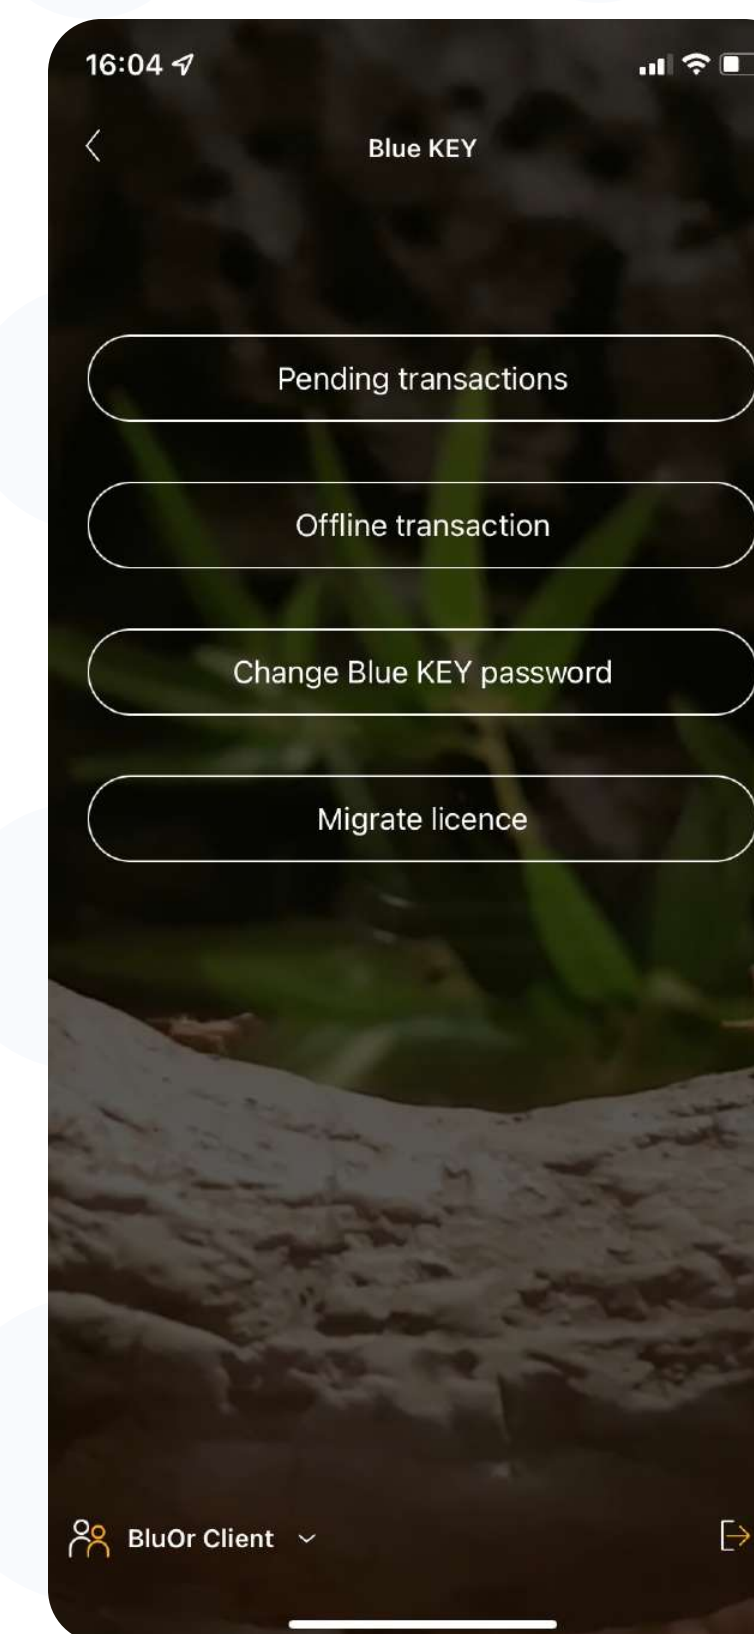 16:04
Blue KEY
Pending transactions
Offline transaction
Change Blue KEY password
Migrate licence
BluOr Client